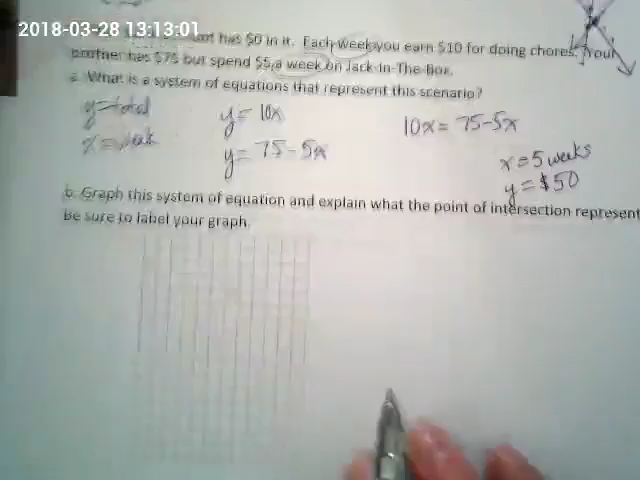 2018-03-28 13:13:01
has $0 in it. Each week you earn $10 for doing chores. Your
brother has $75 but spend $5 a week on Jack-In-The-Box.
a. What is a system of equations that represent this scenario?
y=total
y= 10x
10x= 75-5x
x=week
y= 75-5x
x=5 weeks
y=$50
b. Graph this system of equation and explain what the point of intersection represent
Be sure to label your graph.